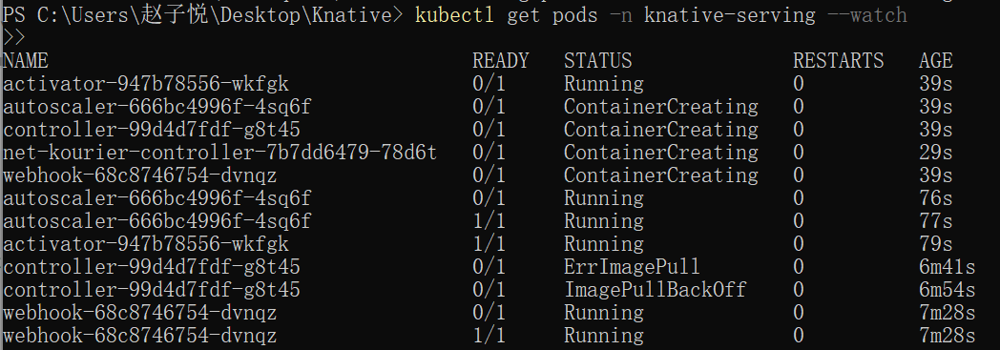 PS C:\Users\赵子悦\Desktop\Knative> kubectl get pods -n knative-serving --watch
>>
NAME READY STATUS RESTARTS AGE
activator-947b78556-wkfgk 0/1 Running 0 39s
autoscaler-666bc4996f-4sq6f 0/1 ContainerCreating 0 39s
controller-99d4d7fdf-g8t45 0/1 ContainerCreating 0 39s
net-kourier-controller-7b7dd6479-78d6t 0/1 ContainerCreating 0 29s
webhook-68c8746754-dvnqz 0/1 ContainerCreating 0 39s
autoscaler-666bc4996f-4sq6f 0/1 Running 0 76s
autoscaler-666bc4996f-4sq6f 1/1 Running 0 77s
activator-947b78556-wkfgk 1/1 Running 0 79s
controller-99d4d7fdf-g8t45 0/1 ErrImagePull 0 6m41s
controller-99d4d7fdf-g8t45 0/1 ImagePullBackOff 0 6m54s
webhook-68c8746754-dvnqz 0/1 Running 0 7m28s
webhook-68c8746754-dvnqz 1/1 Running 0 7m28s